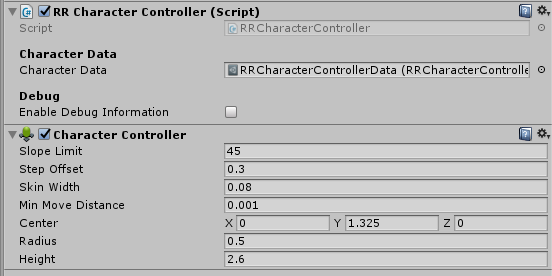 RR Character Controller (Script)
Script RRCharacterController
Character Data
Character Data RRCharacterControllerData (RRCharacterControlle
Debug
Enable Debug Information
Character Controller
Slope Limit 45
Step Offset 0.3
Skin Width 0.08
Min Move Distance 0.001
Center X 0 Y 1.325 Z 0
Radius 0.5
Height 2.6